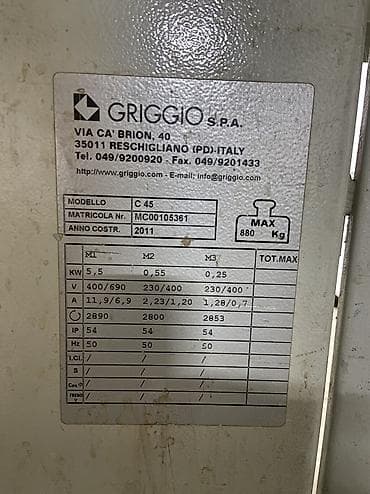 GRIGGIO S.P.A.
VIA CA' BRION, 40
35011 RESCHIGLIANO (PD)-ITALY
Tel. 049/9200920 - Fax. 049/9201433
http://www.griggio.com - E-mail: info@griggio.com
MODELLO C 45
MATRICOLA Nr. MC00105361
ANNO COSTR. 2011
MAX
880 Kg
M1 M2 M3 TOT.MAX
KW 5,5 0,55 0,25
V 400/690 230/400 230/400
A 11,9/6,9 2,23/1,20 1,28/0,7
2890 2800 2853
IP 54 54 54
Hz 50 50 50
I.CL. / / /
S / / /
Cos φ / / /
/ / /